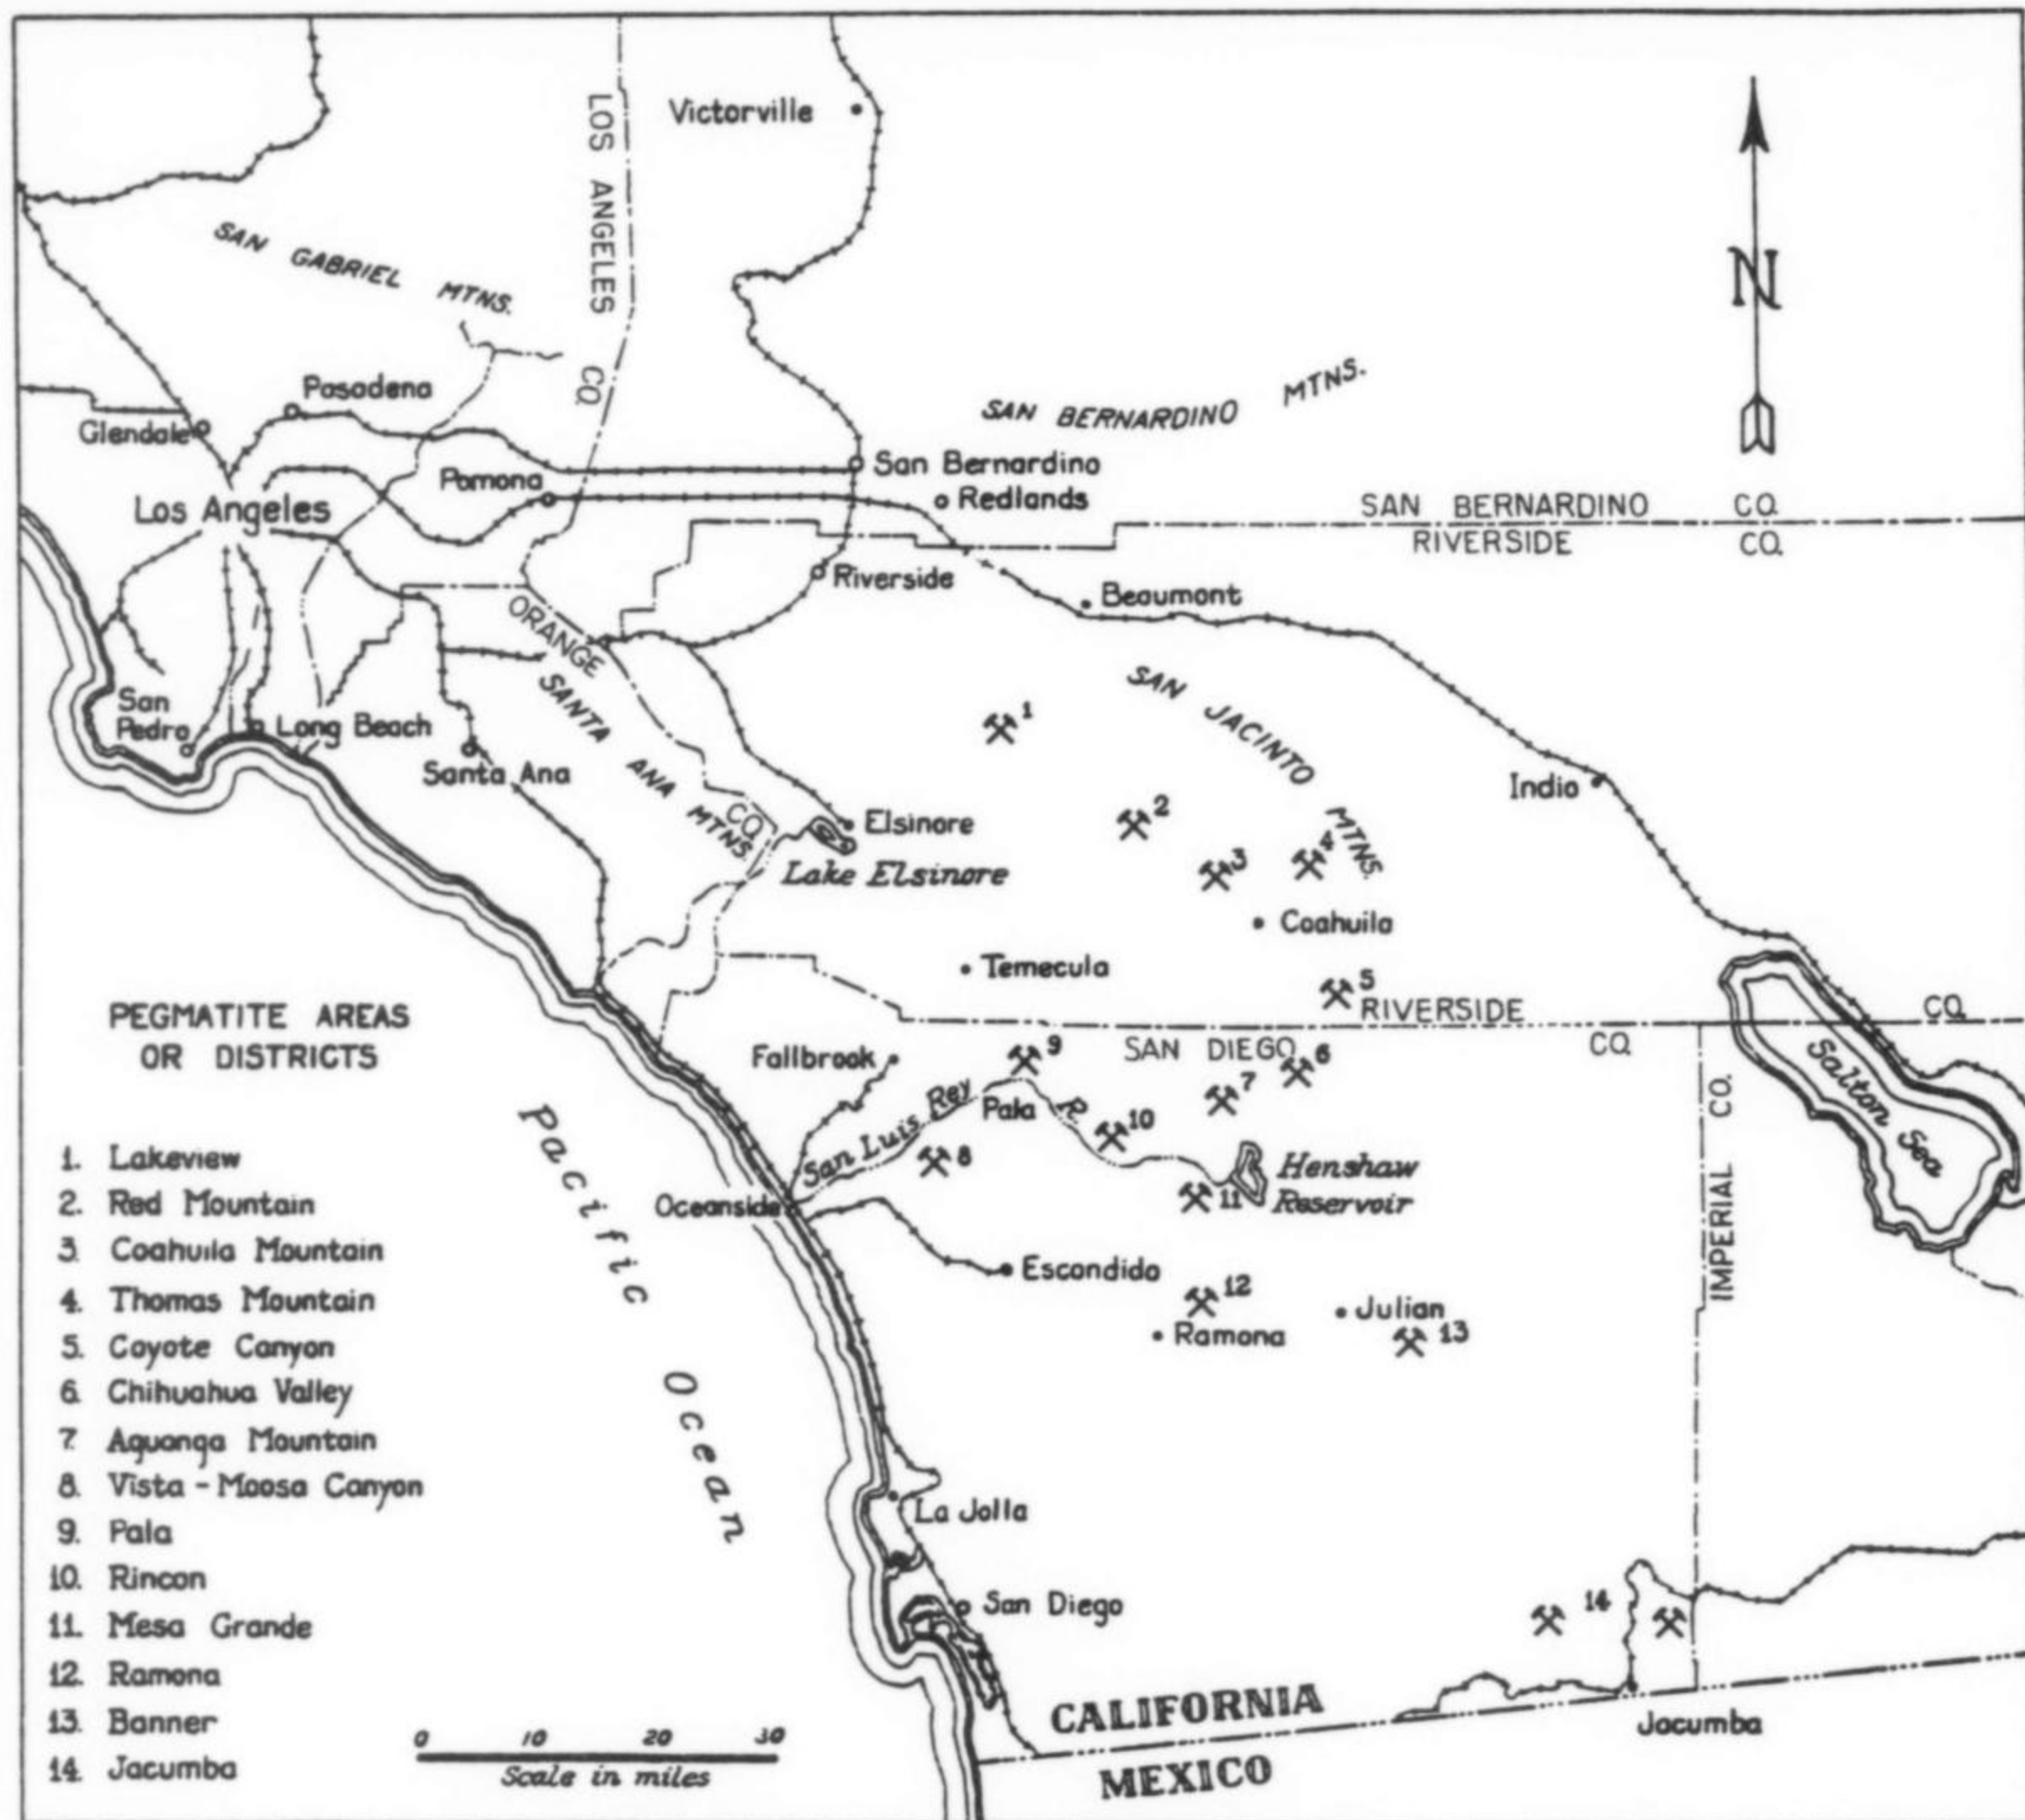 Victorville
LOS ANGELES CO.
SAN GABRIEL MTNS.
N
Pasadena
Glendale
SAN BERNARDINO MTNS.
San Bernardino
Pomona
Redlands
Los Angeles
SAN BERNARDINO CO.
RIVERSIDE CO.
Riverside
Beaumont
ORANGE CO.
SANTA ANA MTNS.
SAN JACINTO MTNS.
San
Pedro
Long Beach
Santa Ana
1
Indio
2
Elsinore
Lake Elsinore
3
4
Coahuila
Temecula
5
RIVERSIDE CO.
SAN DIEGO CO.
IMPERIAL CO.
Salton Sea
Fallbrook
9
6
7
San Luis Rey R.
Pala
10
8
Henshaw
Reservoir
11
Oceanside
Escondido
12
Ramona
Julian
13
Pacific Ocean
La Jolla
San Diego
14
CALIFORNIA
MEXICO
Jacumba
PEGMATITE AREAS
OR DISTRICTS
1. Lakeview
2. Red Mountain
3. Coahuila Mountain
4. Thomas Mountain
5. Coyote Canyon
6. Chihuahua Valley
7. Aguanga Mountain
8. Vista - Moosa Canyon
9. Pala
10. Rincon
11. Mesa Grande
12. Ramona
13. Banner
14. Jacumba
0 10 20 30
Scale in miles